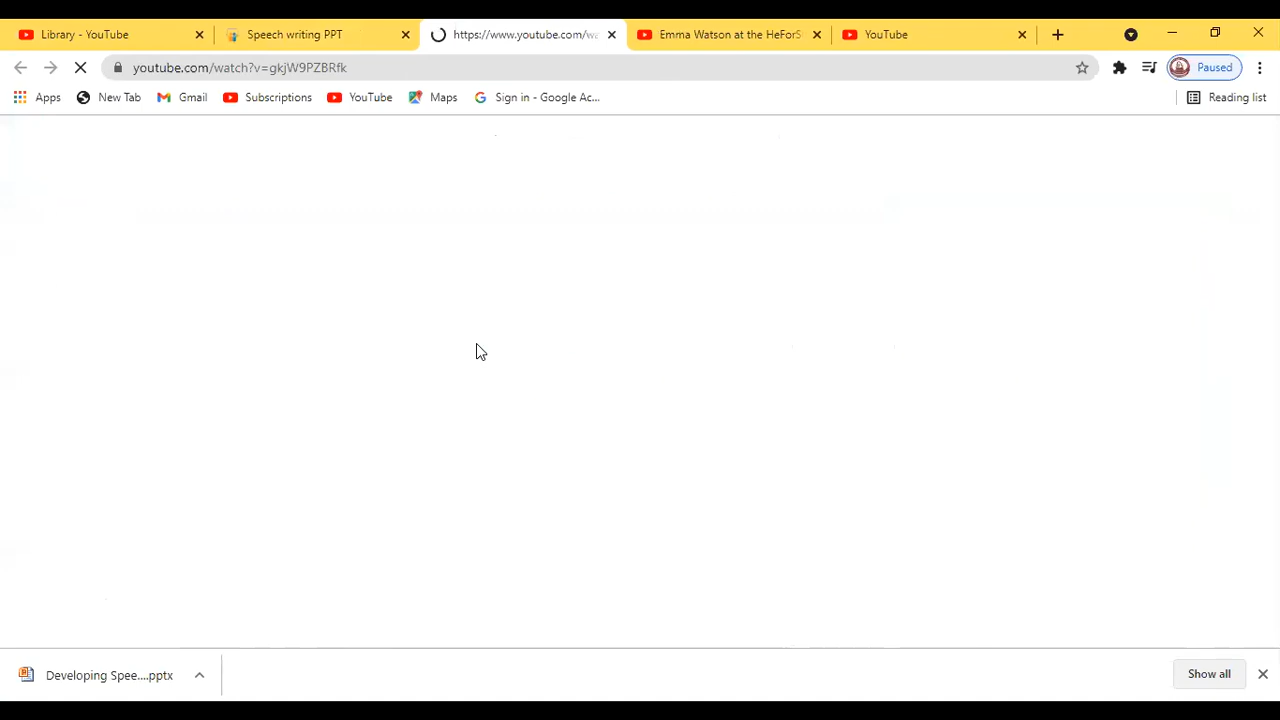 Library - YouTube
Speech writing PPT
https://www.youtube.com/wa
Emma Watson at the HeForS
YouTube
youtube.com/watch?v=gkjW9PZBRfk
Paused
Apps
New Tab
Gmail
Subscriptions
YouTube
Maps
Sign in - Google Ac...
Reading list
Developing Spee....pptx
Show all